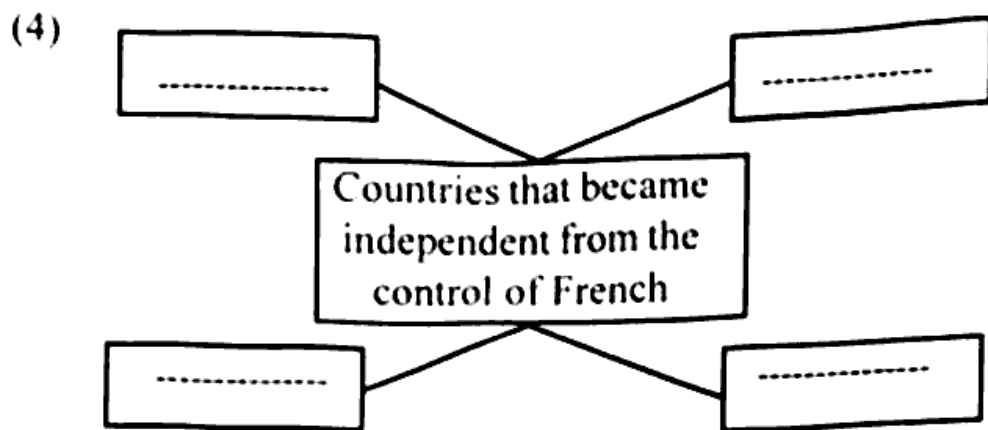 (4)
Countries that became
independent from the
control of French